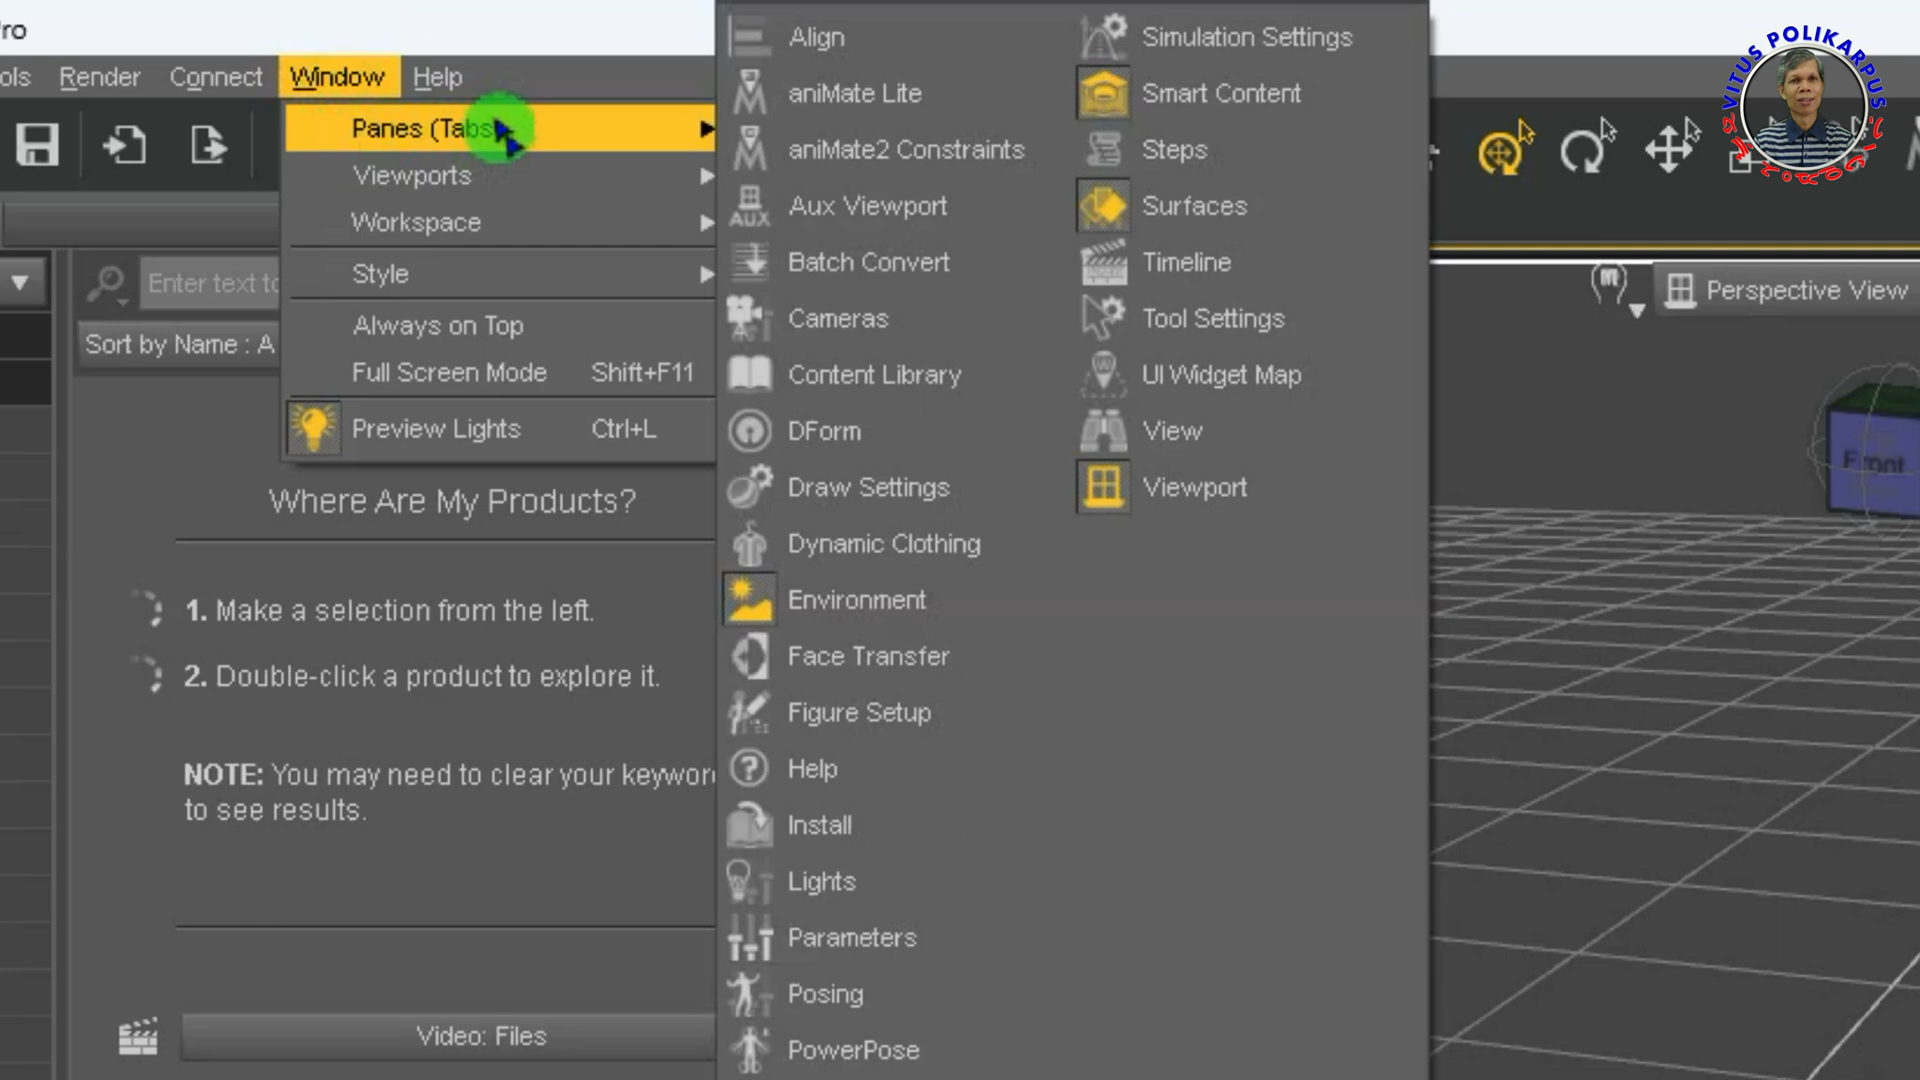 ro
ols Render Connect Window Help
Panes (Tabs
Viewports
Workspace
Style
Always on Top
Full Screen Mode Shift+F11
Preview Lights Ctrl+L
Enter text to
Sort by Name : A
Where Are My Products?
1. Make a selection from the left.
2. Double-click a product to explore it.
NOTE: You may need to clear your keyword
to see results.
Video: Files
Align
aniMate Lite
aniMate2 Constraints
AUX Aux Viewport
Batch Convert
Cameras
Content Library
DForm
Draw Settings
Dynamic Clothing
Environment
Face Transfer
Figure Setup
Help
Install
Lights
Parameters
Posing
PowerPose
Simulation Settings
Smart Content
Steps
Surfaces
Timeline
Tool Settings
UI Widget Map
View
Viewport
VITUS POLIKARPUS
Perspective View
Front